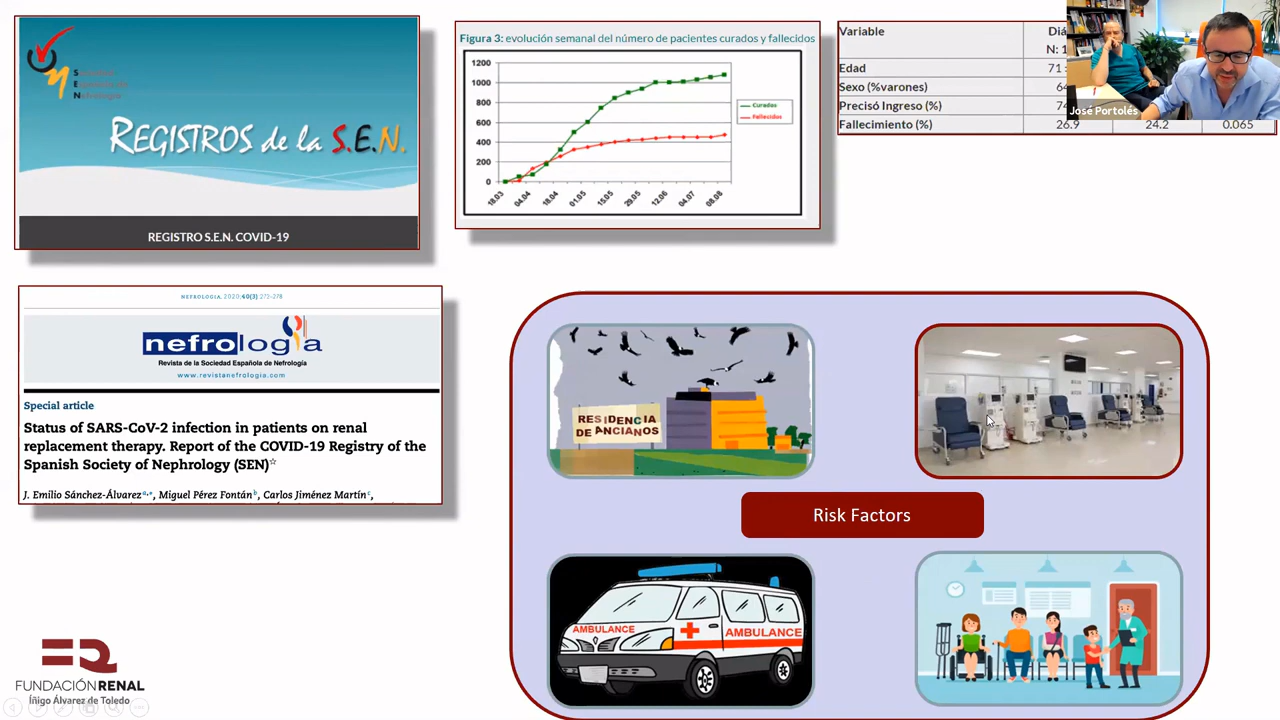 S
E
N
REGISTROS de la S.E.N.
REGISTRO S.E.N. COVID-19
Figura 3: evolución semanal del número de pacientes curados y fallecidos
1200
1000
800
600
400
200
0
18.03
04.04
18.04
01.05
15.05
29.05
12.06
04.07
08.08
Curados
Fallecidos
Variable
N: 1
Edad 71
Sexo (%varones)
Precisó Ingreso (%)
Fallecimiento (%) 26.9 24.2 0.065
José Portolés
NEFROLOGIA, 2020;40(3):272-278
nefrología
Revista de la Sociedad Española de Nefrología
www.revistanefrologia.com
Special article
Status of SARS-CoV-2 infection in patients on renal
replacement therapy. Report of the COVID-19 Registry of the
Spanish Society of Nephrology (SEN)☆
J. Emilio Sánchez-Álvarez a,*, Miguel Pérez Fontán b, Carlos Jiménez Martín c,
RESIDENCIA
DE ANCIANOS
Risk Factors
AMBULANCE
AMBULANCE
FUNDACIÓN RENAL
Íñigo Álvarez de Toledo